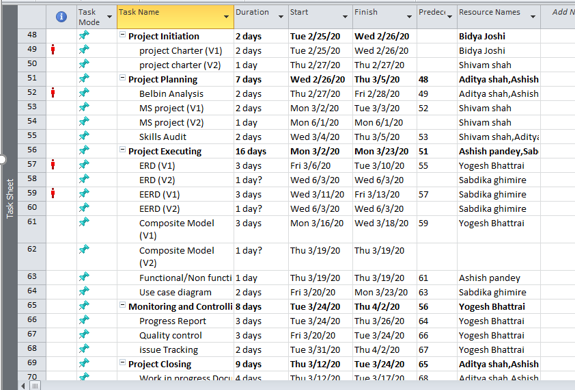 Task Mode Task Name Duration Start Finish Predec Resource Names Add N
48 Project Initiation 2 days Tue 2/25/20 Wed 2/26/20 Bidya Joshi
49 project Charter (V1) 2 days Tue 2/25/20 Wed 2/26/20 Bidya Joshi
50 project charter (V2) 1 day Thu 2/27/20 Thu 2/27/20 Shivam shah
51 Project Planning 7 days Wed 2/26/20 Thu 3/5/20 48 Aditya shah,Ashish
52 Belbin Analysis 2 days Thu 2/27/20 Fri 2/28/20 49 Aditya shah,Ashish
53 MS project (V1) 2 days Mon 3/2/20 Tue 3/3/20 52 Shivam shah
54 MS project (V2) 1 day Mon 6/1/20 Mon 6/1/20 Shivam shah
55 Skills Audit 2 days Wed 3/4/20 Thu 3/5/20 53 Shivam shah,Aditya
56 Project Executing 16 days Mon 3/2/20 Mon 3/23/20 51 Ashish pandey,Sab
57 ERD (V1) 3 days Fri 3/6/20 Tue 3/10/20 55 Yogesh Bhattrai
58 ERD (V2) 1 day? Wed 6/3/20 Wed 6/3/20 Sabdika ghimire
59 EERD (V1) 3 days Wed 3/11/20 Fri 3/13/20 57 Sabdika ghimire
60 EERD (V2) 1 day? Wed 6/3/20 Wed 6/3/20 Sabdika ghimire
61 Composite Model (V1) 3 days Mon 3/16/20 Wed 3/18/20 59 Yogesh Bhattrai
62 Composite Model (V2) 1 day? Thu 3/19/20 Thu 3/19/20
63 Functional/Non functi 1 day Thu 3/19/20 Thu 3/19/20 61 Ashish pandey
64 Use case diagram 2 days Fri 3/20/20 Mon 3/23/20 63 Sabdika ghimire
65 Monitoring and Controlli 8 days Tue 3/24/20 Thu 4/2/20 56 Yogesh Bhattrai
66 Progress Report 3 days Tue 3/24/20 Thu 3/26/20 64 Yogesh Bhattrai
67 Quality control 3 days Fri 3/20/20 Tue 3/24/20 66 Yogesh Bhattrai
68 issue Tracking 2 days Tue 3/31/20 Thu 4/2/20 67 Yogesh Bhattrai
69 Project Closing 9 days Thu 3/12/20 Tue 3/24/20 65 Aditya shah,Ashish
70 Work in progress Docu 4 days Thu 3/12/20 Tue 3/17/20 68 Aditya shah,Ashish
Task Sheet